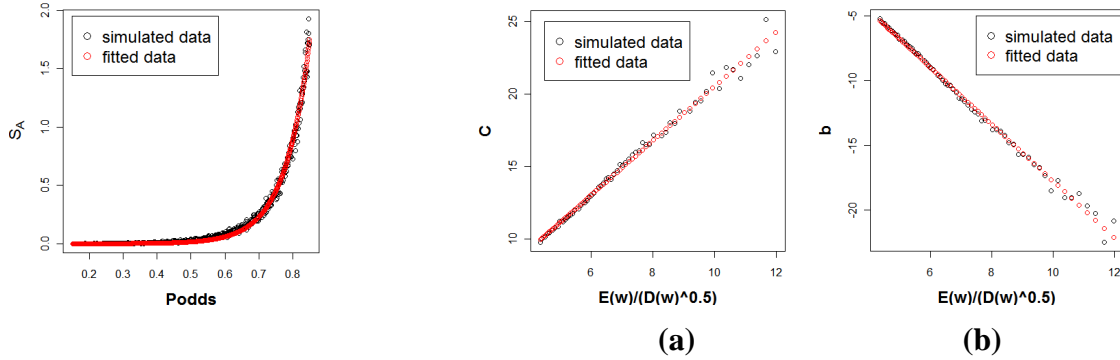 simulated data
fitted data
S_A
0.0
0.5
1.0
1.5
2.0
0.2 0.3 0.4 0.5 0.6 0.7 0.8
Podds
simulated data
fitted data
C
10
15
20
25
6 8 10 12
E(w)/(D(w)^0.5)
(a)
simulated data
fitted data
b
-5
-10
-15
-20
6 8 10 12
E(w)/(D(w)^0.5)
(b)